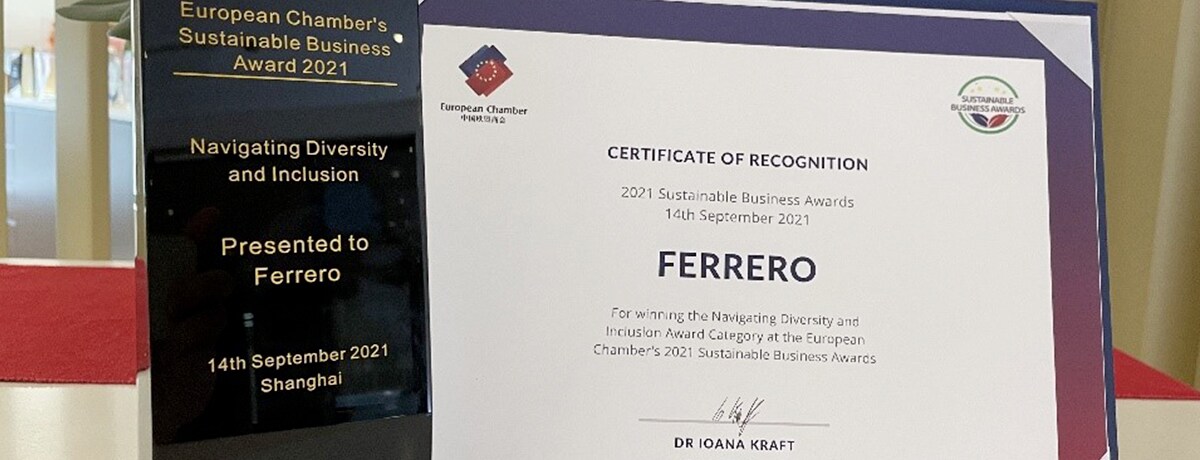 European Chamber's
Sustainable Business
Award 2021
Navigating Diversity
and Inclusion
Presented to
Ferrero
14th September 2021
Shanghai
European Chamber
中国欧盟商会
SUSTAINABLE
BUSINESS AWARDS
CERTIFICATE OF RECOGNITION
2021 Sustainable Business Awards
14th September 2021
FERRERO
For winning the Navigating Diversity and
Inclusion Award Category at the European
Chamber's 2021 Sustainable Business Awards
DR IOANA KRAFT